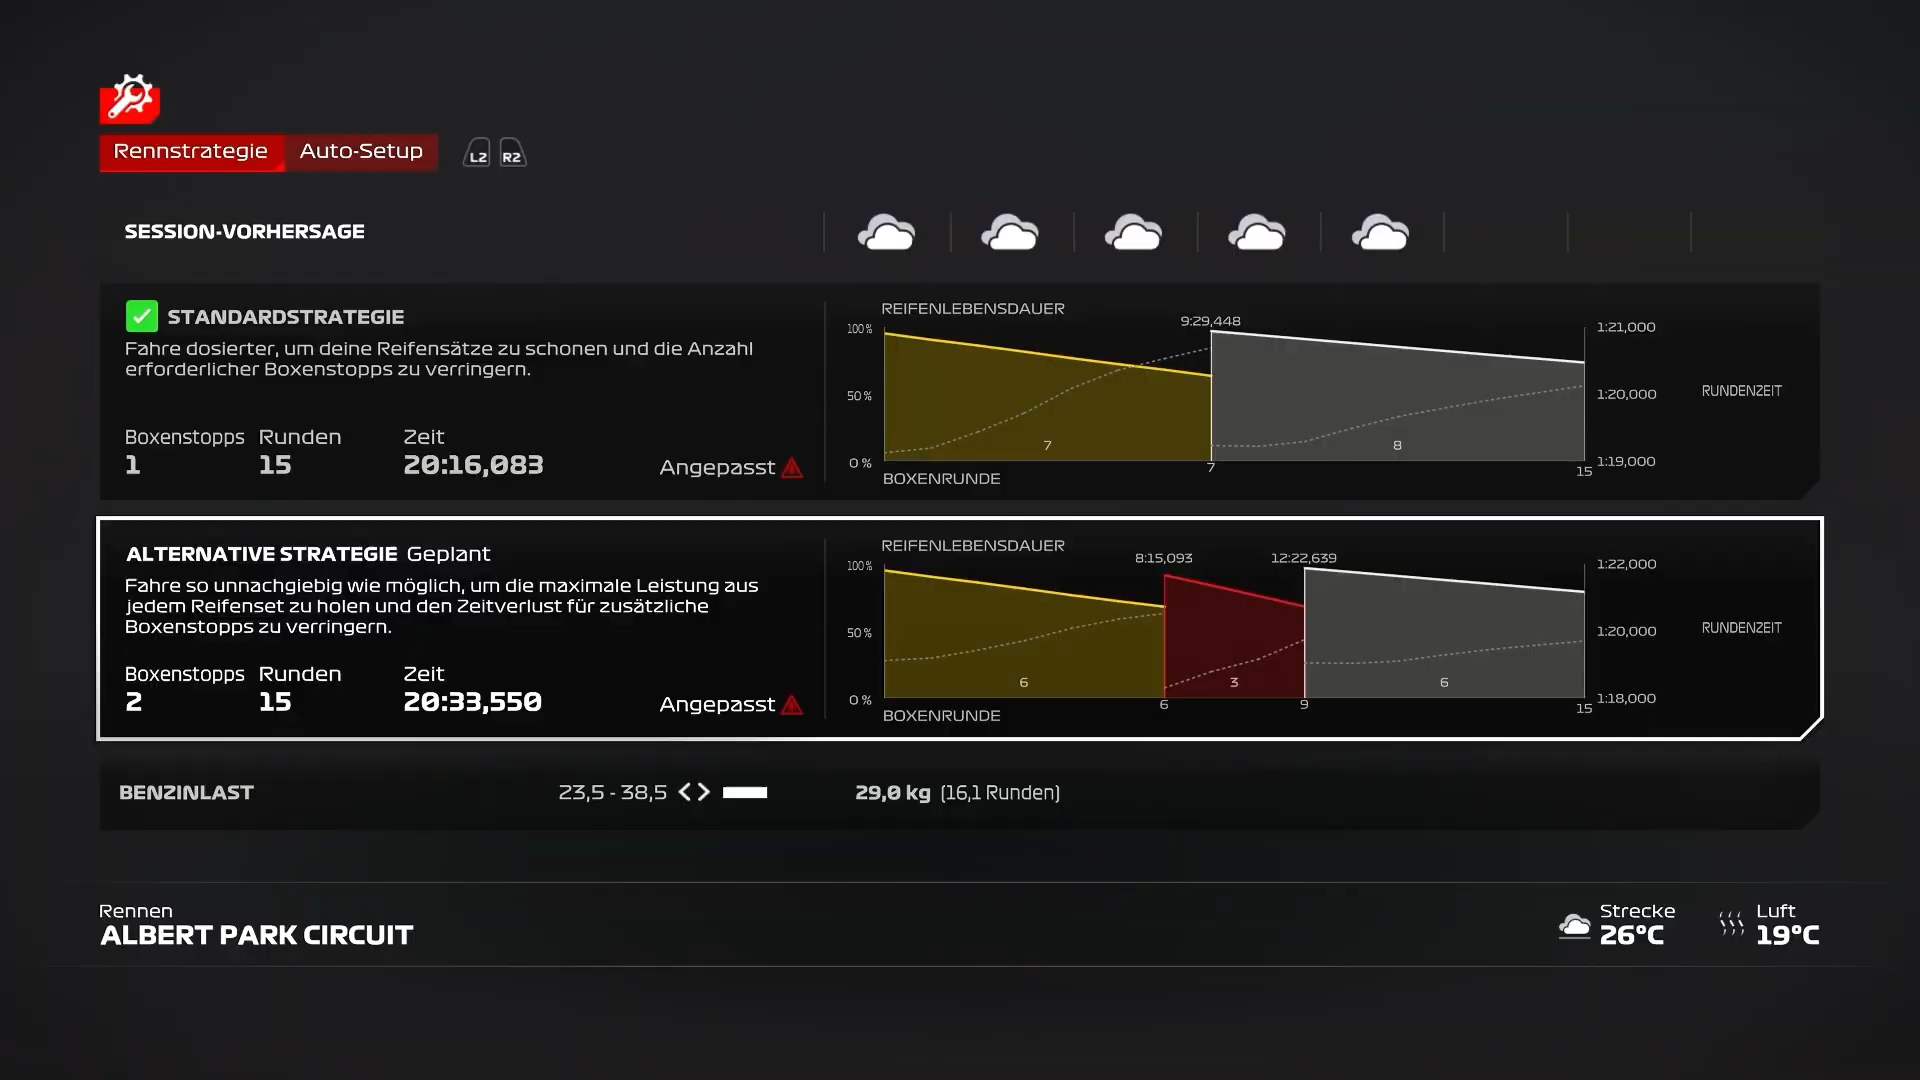 Rennstrategie Auto-Setup L2 R2
SESSION-VORHERSAGE
STANDARDSTRATEGIE
Fahre dosierter, um deine Reifensätze zu schonen und die Anzahl
erforderlicher Boxenstopps zu verringern.
Boxenstopps Runden Zeit
1 15 20:16,083 Angepasst
REIFENLEBENSDAUER
9:29,448
100% 1:21,000
50% 1:20,000 RUNDENZEIT
7 8
0% 7 15 1:19,000
BOXENRUNDE
ALTERNATIVE STRATEGIE Geplant
Fahre so unnachgiebig wie möglich, um die maximale Leistung aus
jedem Reifenset zu holen und den Zeitverlust für zusätzliche
Boxenstopps zu verringern.
Boxenstopps Runden Zeit
2 15 20:33,550 Angepasst
REIFENLEBENSDAUER
8:15,093 12:22,639
100% 1:22,000
50% 1:20,000 RUNDENZEIT
6 3 6
0% 6 9 15 1:18,000
BOXENRUNDE
BENZINLAST 23,5 - 38,5 29,0 kg (16,1 Runden)
Rennen
ALBERT PARK CIRCUIT
Strecke
26°C
Luft
19°C